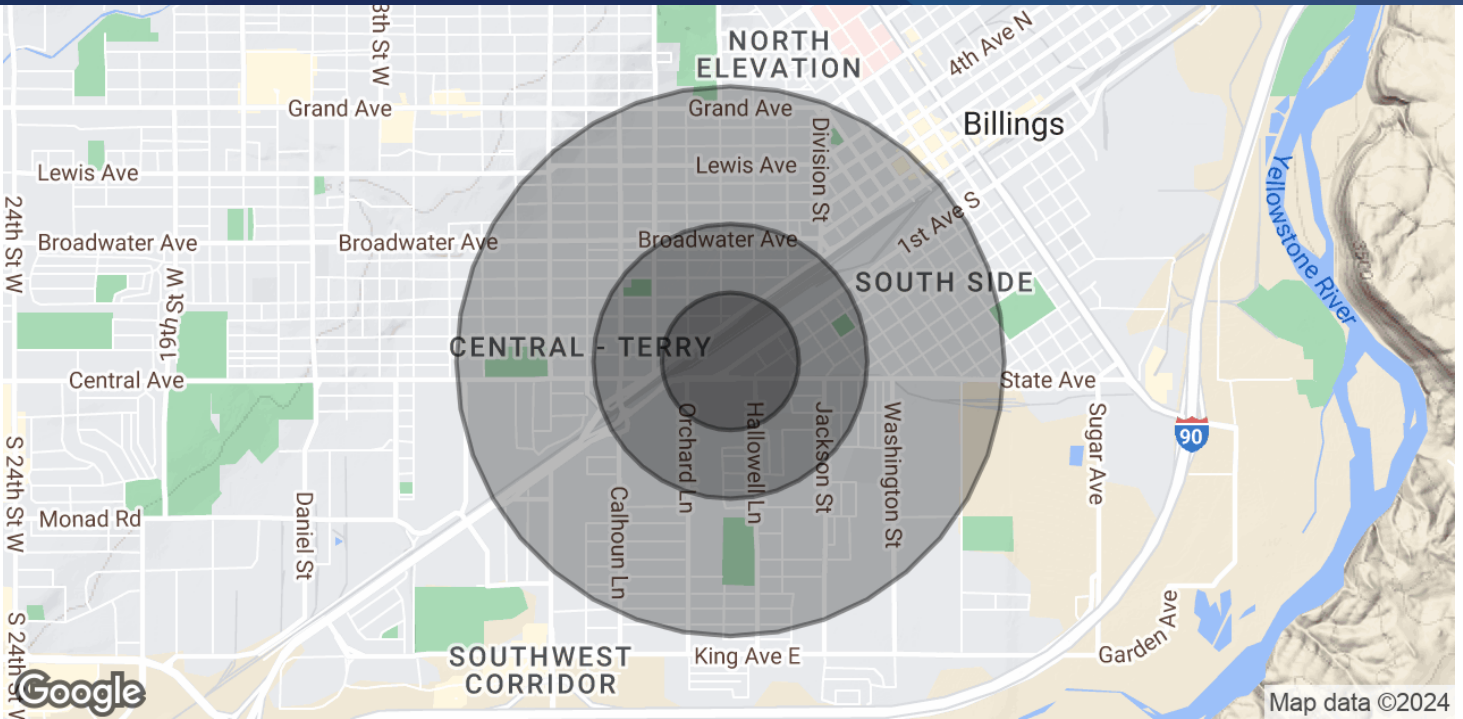 8th St W
NORTH
ELEVATION
4th Ave N
Grand Ave
Grand Ave
Billings
Division St
Lewis Ave
Lewis Ave
Yellowstone River
24th St W
1st Ave S
Broadwater Ave
Broadwater Ave
Broadwater Ave
3500
19th St W
SOUTH SIDE
CENTRAL - TERRY
Central Ave
State Ave
Orchard Ln
Hallowell Ln
Jackson St
Washington St
Sugar Ave
90
S 24th St W
Calhoun Ln
Daniel St
Monad Rd
Garden Ave
S 24th St W
SOUTHWEST
CORRIDOR
King Ave E
Google
Map data ©2024